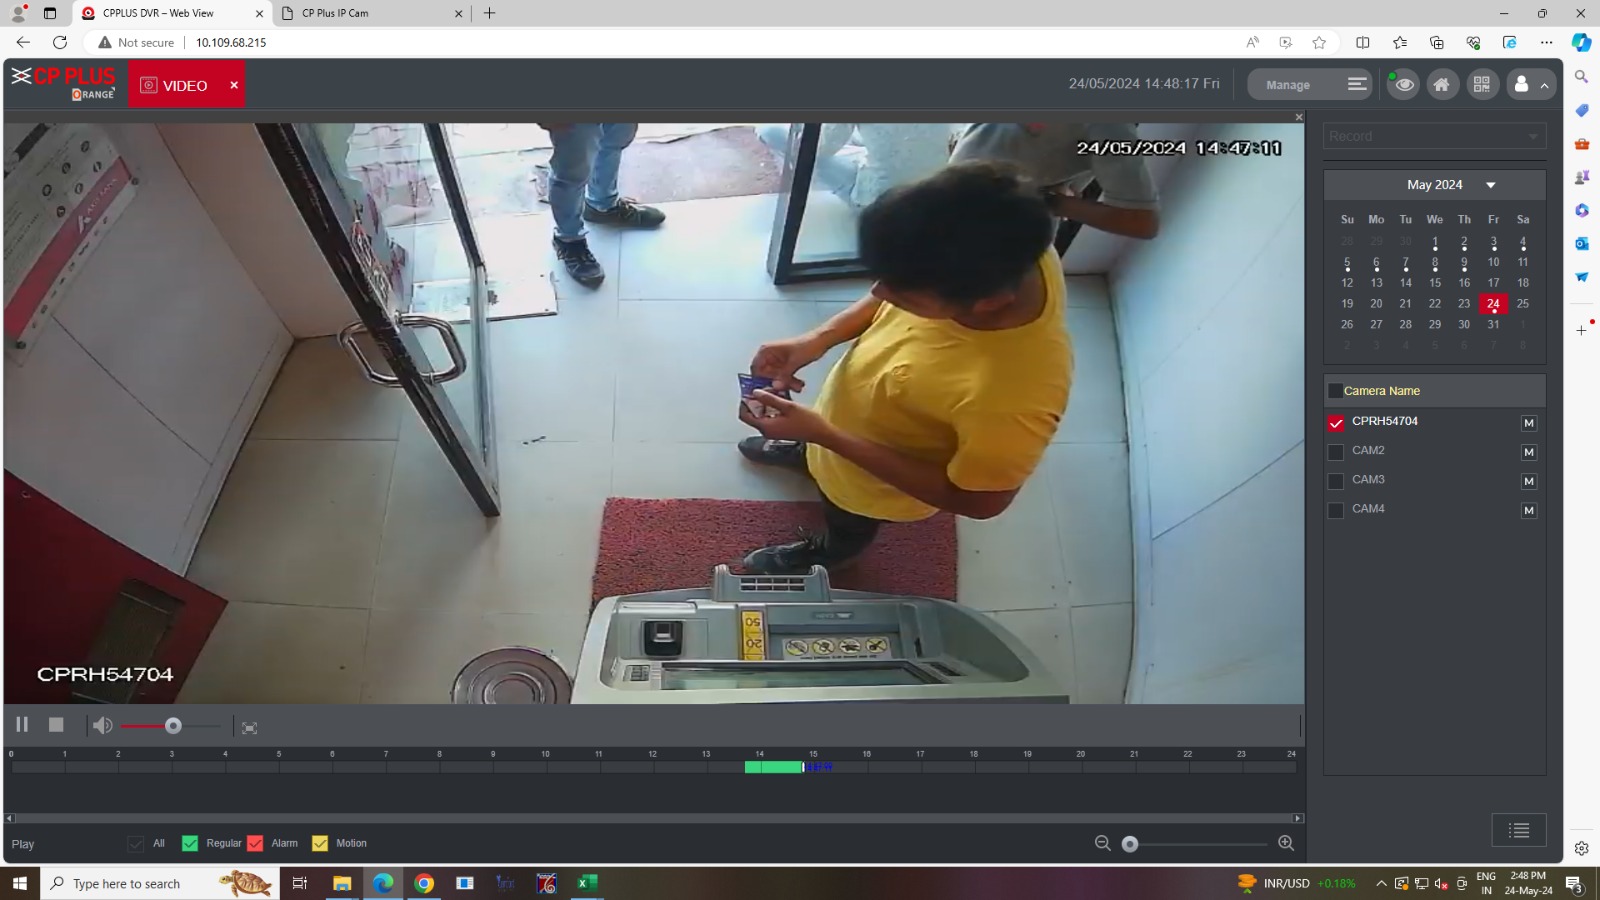 CPPLUS DVR – Web View
CP Plus IP Cam
Not secure
10.109.68.215
CP PLUS
ORANGE
VIDEO
24/05/2024 14:48:17 Fri
Manage
24/05/2024 14:47:11
AXIS BANK
50
20
CPRH54704
Record
May 2024
Su Mo Tu We Th Fr Sa
28 29 30 1 2 3 4
5 6 7 8 9 10 11
12 13 14 15 16 17 18
19 20 21 22 23 24 25
26 27 28 29 30 31 1
2 3 4 5 6 7 8
Camera Name
CPRH54704 M
CAM2 M
CAM3 M
CAM4 M
0 1 2 3 4 5 6 7 8 9 10 11 12 13 14 15 16 17 18 19 20 21 22 23 24
Play
All
Regular
Alarm
Motion
Type here to search
INR/USD +0.18%
ENG
IN
2:48 PM
24-May-24
3